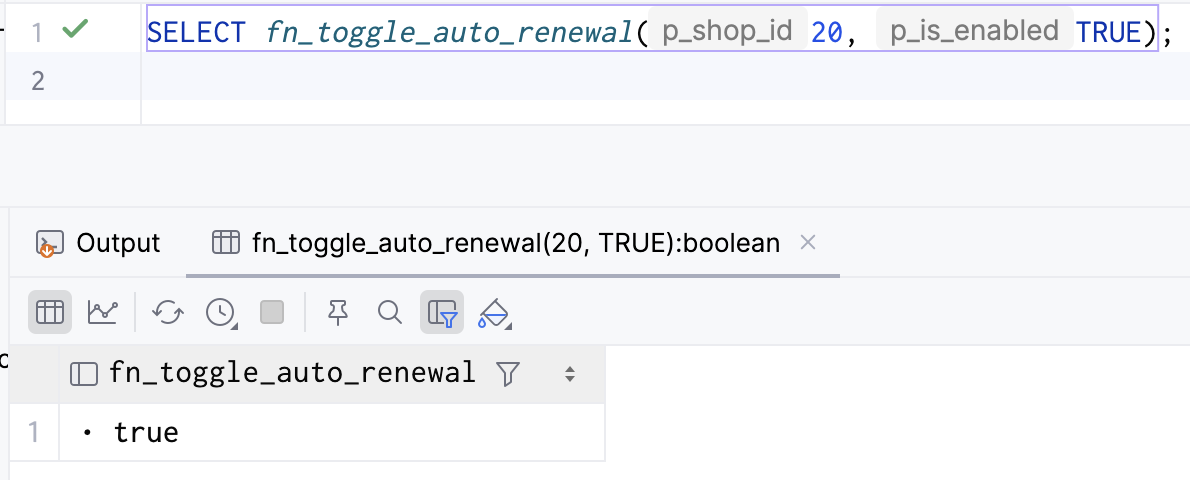 1 SELECT fn_toggle_auto_renewal( p_shop_id 20, p_is_enabled TRUE);
2
Output fn_toggle_auto_renewal(20, TRUE):boolean
fn_toggle_auto_renewal
1 · true